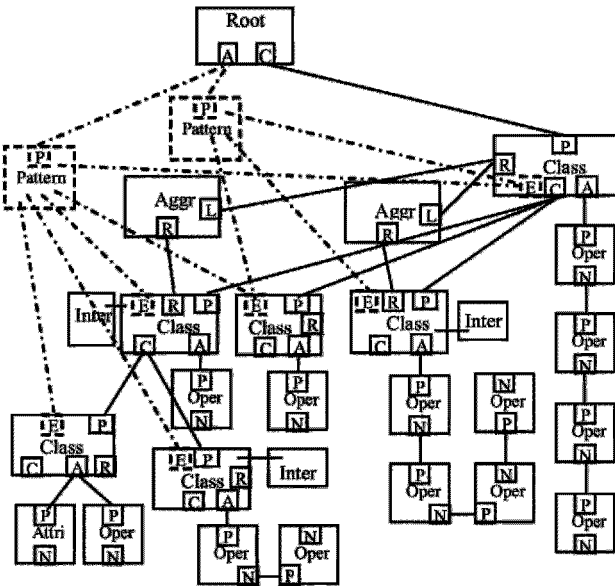 Root
A C
P
Pattern
P
Pattern
P
R Class
E C A
Aggr L
R
Aggr L
R
P
Oper
N
Inter
E R P
Class
C A
E P
Class R
C A
E R P
Class
C A
Inter
P
Oper
N
P
Oper
N
P
Oper
N
P
Oper
N
N
Oper
P
P
Oper
N
E P
Class
C A R
E P
Class R
C A
Inter
P
Oper
N
N
Oper
P
P
Oper
N
P
Attri
N
P
Oper
N
P
Oper
N
N
Oper
P